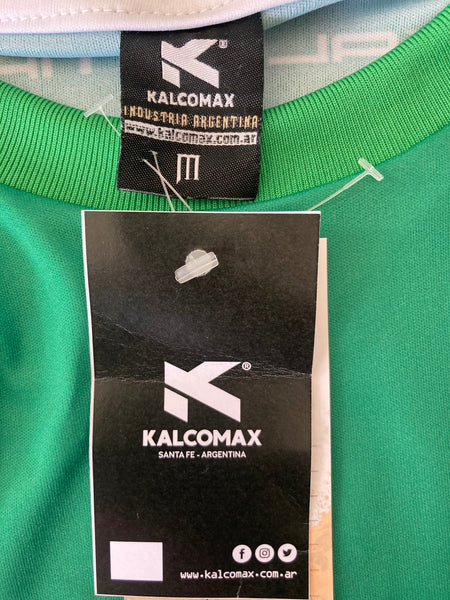 KALCOMAX
INDUSTRIA ARGENTINA
www.kalcomax.com.ar
M
K®
KALCOMAX
SANTA FE - ARGENTINA
www.kalcomax.com.ar